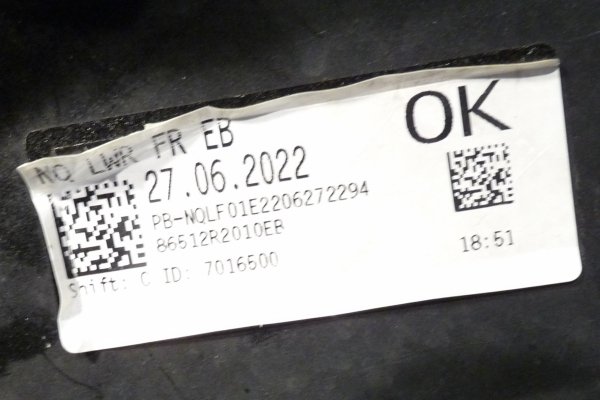 NQ LWR FR EB
OK
27.06.2022
PB-NQLF01E2206272294
86512R2010EB
18:51
Shift: C ID: 7016500